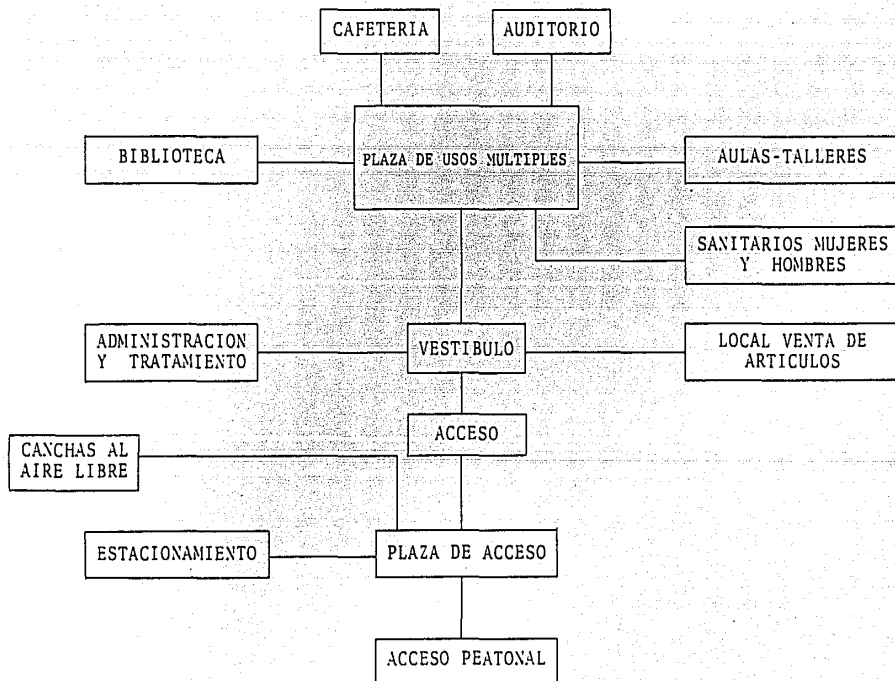 CAFETERIA
AUDITORIO
BIBLIOTECA
PLAZA DE USOS MULTIPLES
AULAS-TALLERES
SANITARIOS MUJERES
Y HOMBRES
ADMINISTRACION
Y TRATAMIENTO
VESTIBULO
LOCAL VENTA DE
ARTICULOS
ACCESO
CANCHAS AL
AIRE LIBRE
ESTACIONAMIENTO
PLAZA DE ACCESO
ACCESO PEATONAL